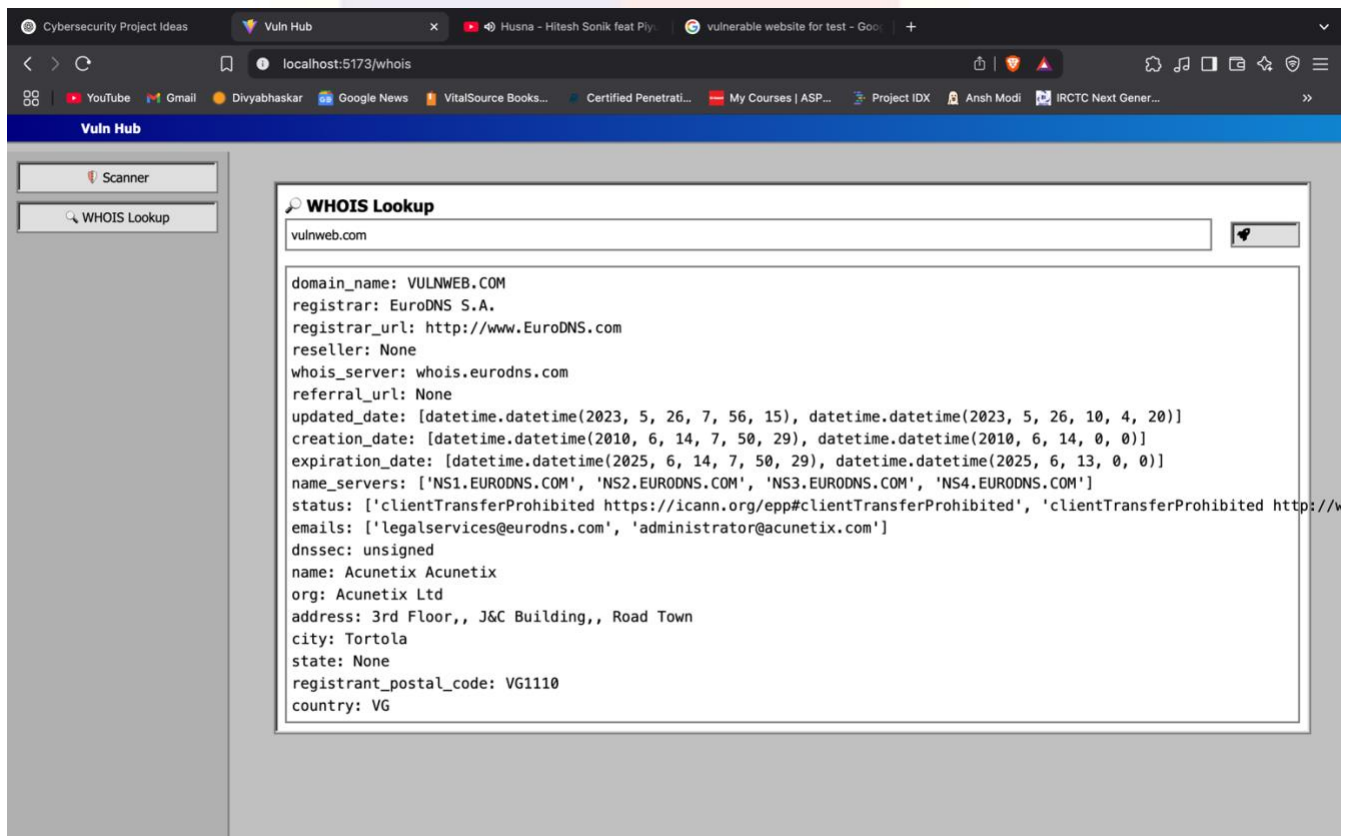 Cybersecurity Project Ideas
Vuln Hub
Husna - Hitesh Sonik feat Piy
vulnerable website for test - Goo
localhost:5173/whois
YouTube
Gmail
Divyabhaskar
Google News
VitalSource Books...
Certified Penetrati...
My Courses | ASP...
Project IDX
Ansh Modi
IRCTC Next Gener...
Vuln Hub
Scanner
WHOIS Lookup
WHOIS Lookup
vulnweb.com
domain_name: VULNWEB.COM
registrar: EuroDNS S.A.
registrar_url: http://www.EuroDNS.com
reseller: None
whois_server: whois.eurodns.com
referral_url: None
updated_date: [datetime.datetime(2023, 5, 26, 7, 56, 15), datetime.datetime(2023, 5, 26, 10, 4, 20)]
creation_date: [datetime.datetime(2010, 6, 14, 7, 50, 29), datetime.datetime(2010, 6, 14, 0, 0)]
expiration_date: [datetime.datetime(2025, 6, 14, 7, 50, 29), datetime.datetime(2025, 6, 13, 0, 0)]
name_servers: ['NS1.EURODNS.COM', 'NS2.EURODNS.COM', 'NS3.EURODNS.COM', 'NS4.EURODNS.COM']
status: ['clientTransferProhibited https://icann.org/epp#clientTransferProhibited', 'clientTransferProhibited http://w
emails: ['legalservices@eurodns.com', 'administrator@acunetix.com']
dnssec: unsigned
name: Acunetix Acunetix
org: Acunetix Ltd
address: 3rd Floor,, J&C Building,, Road Town
city: Tortola
state: None
registrant_postal_code: VG1110
country: VG